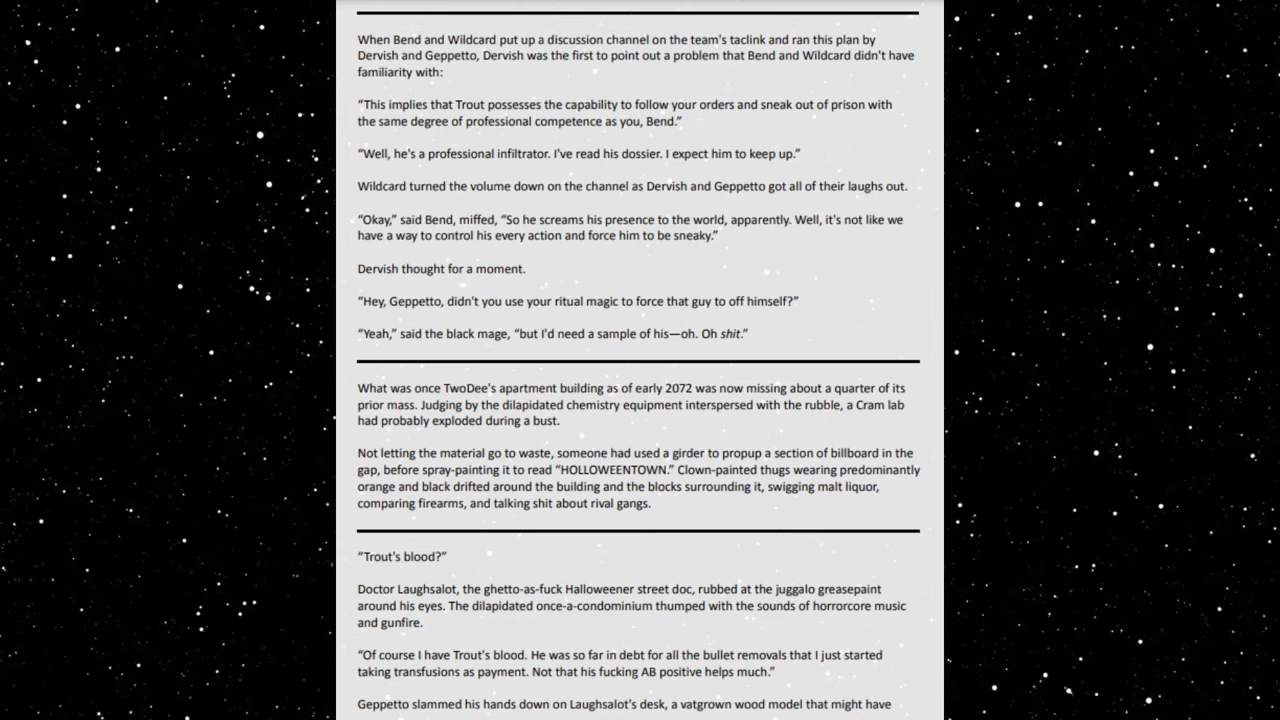 When Bend and Wildcard put up a discussion channel on the team's taclink and ran this plan by
Dervish and Geppetto, Dervish was the first to point out a problem that Bend and Wildcard didn't have
familiarity with:
“This implies that Trout possesses the capability to follow your orders and sneak out of prison with
the same degree of professional competence as you, Bend.”
“Well, he's a professional infiltrator. I've read his dossier. I expect him to keep up.”
Wildcard turned the volume down on the channel as Dervish and Geppetto got all of their laughs out.
“Okay,” said Bend, miffed, “So he screams his presence to the world, apparently. Well, it's not like we
have a way to control his every action and force him to be sneaky.”
Dervish thought for a moment.
“Hey, Geppetto, didn't you use your ritual magic to force that guy to off himself?”
“Yeah,” said the black mage, “but I'd need a sample of his—oh. Oh shit.”
What was once TwoDee's apartment building as of early 2072 was now missing about a quarter of its
prior mass. Judging by the dilapidated chemistry equipment interspersed with the rubble, a Cram lab
had probably exploded during a bust.
Not letting the material go to waste, someone had used a girder to propup a section of billboard in the
gap, before spray-painting it to read “HOLLOWEENTOWN.” Clown-painted thugs wearing predominantly
orange and black drifted around the building and the blocks surrounding it, swigging malt liquor,
comparing firearms, and talking shit about rival gangs.
“Trout's blood?”
Doctor Laughsalot, the ghetto-as-fuck Halloweener street doc, rubbed at the juggalo greasepaint
around his eyes. The dilapidated once-a-condominium thumped with the sounds of horrorcore music
and gunfire.
“Of course I have Trout's blood. He was so far in debt for all the bullet removals that I just started
taking transfusions as payment. Not that his fucking AB positive helps much.”
Geppetto slammed his hands down on Laughsalot's desk, a vatgrown wood model that might have